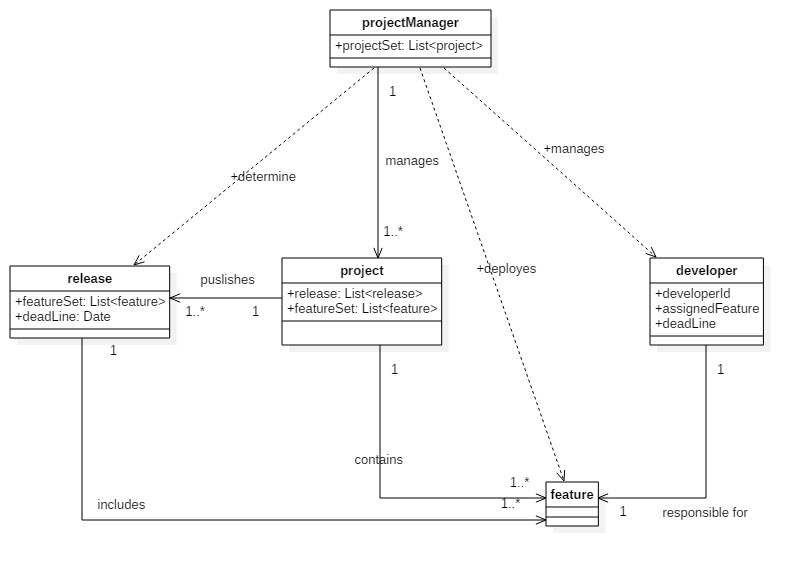 projectManager
+projectSet: List<project>
1
+manages
manages
+determine
1..*
release
+featureSet: List<feature>
+deadLine: Date
puslishes
1..*
1
project
+release: List<release>
+featureSet: List<feature>
+deployes
developer
+developerId
+assignedFeature
+deadLine
1
1
1
contains
1..*
1..*
feature
includes
1
responsible for